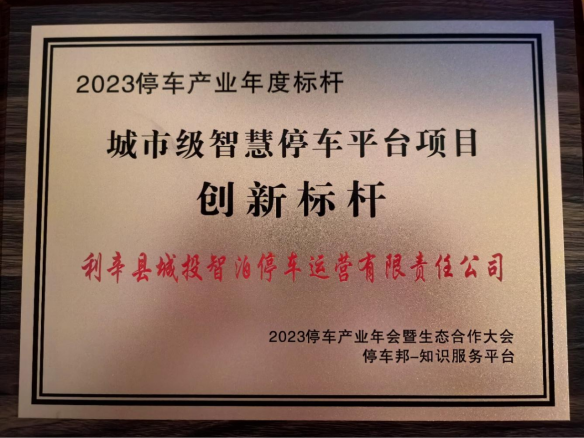 2023停车产业年度标杆
城市级智慧停车平台项目
创新标杆
利辛县城投智泊停车运营有限责任公司
2023停车产业年会暨生态合作大会
停车邦-知识服务平台